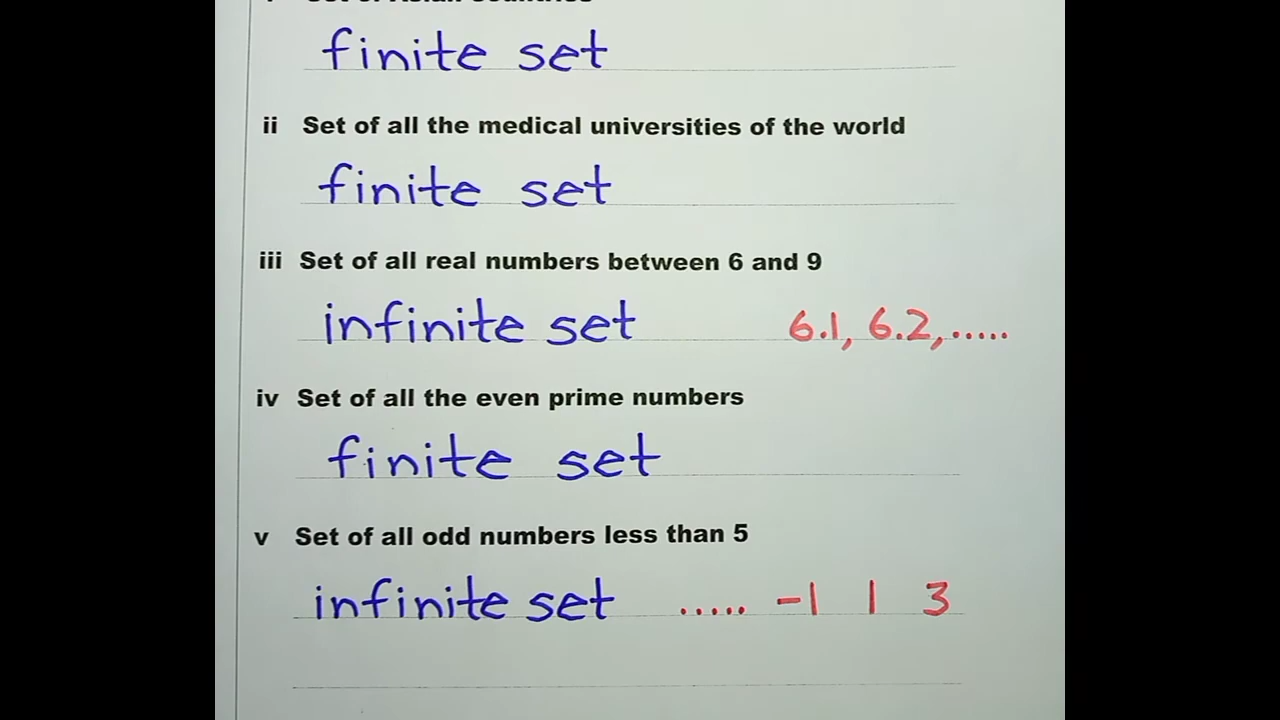 finite set
ii Set of all the medical universities of the world
finite set
iii Set of all real numbers between 6 and 9
infinite set 6.1, 6.2, .....
iv Set of all the even prime numbers
finite set
v Set of all odd numbers less than 5
infinite set ..... -1 1 3